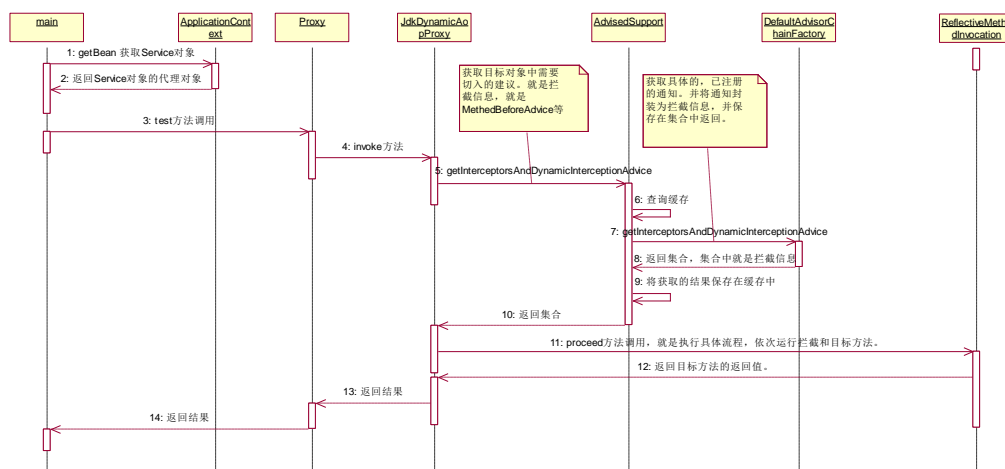 main
ApplicationCont
ext
Proxy
JdkDynamicAo
pProxy
AdvisedSupport
DefaultAdvisorC
hainFactory
ReflectiveMeth
dInvocation
1: getBean 获取Service对象
2: 返回Service对象的代理对象
获取目标对象中需要
切入的建议。就是拦
截信息，就是
MethedBeforeAdvice等
获取具体的，已注册
的通知。并将通知封
装为拦截信息，并保
存在集合中返回。
3: test方法调用
4: invoke方法
5: getInterceptorsAndDynamicInterceptionAdvice
6: 查询缓存
7: getInterceptorsAndDynamicInterceptionAdvice
8: 返回集合，集合中就是拦截信息
9: 将获取的结果保存在缓存中
10: 返回集合
11: proceed方法调用，就是执行具体流程，依次运行拦截和目标方法。
12: 返回目标方法的返回值。
13: 返回结果
14: 返回结果